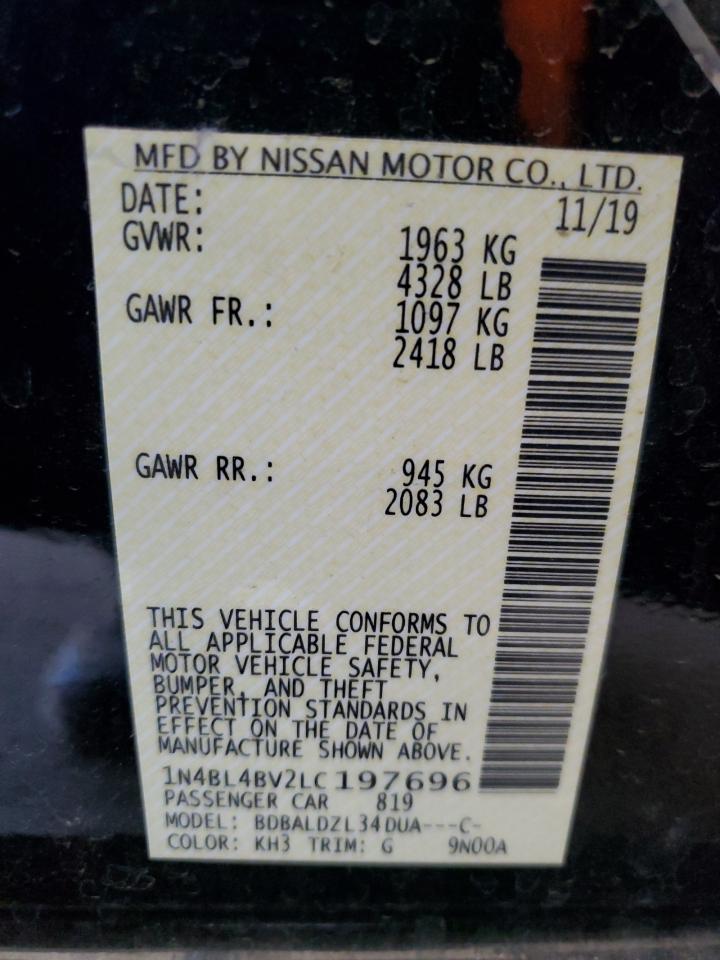 MFD BY NISSAN MOTOR CO., LTD.
DATE: 11/19
GVWR: 1963 KG
4328 LB
GAWR FR.: 1097 KG
2418 LB
GAWR RR.: 945 KG
2083 LB
THIS VEHICLE CONFORMS TO
ALL APPLICABLE FEDERAL
MOTOR VEHICLE SAFETY,
BUMPER, AND THEFT
PREVENTION STANDARDS IN
EFFECT ON THE DATE OF
MANUFACTURE SHOWN ABOVE.
1N4BL4BV2LC197696
PASSENGER CAR 819
MODEL: BDBALDZL34DUA---C-
COLOR: KH3 TRIM: G 9N00A